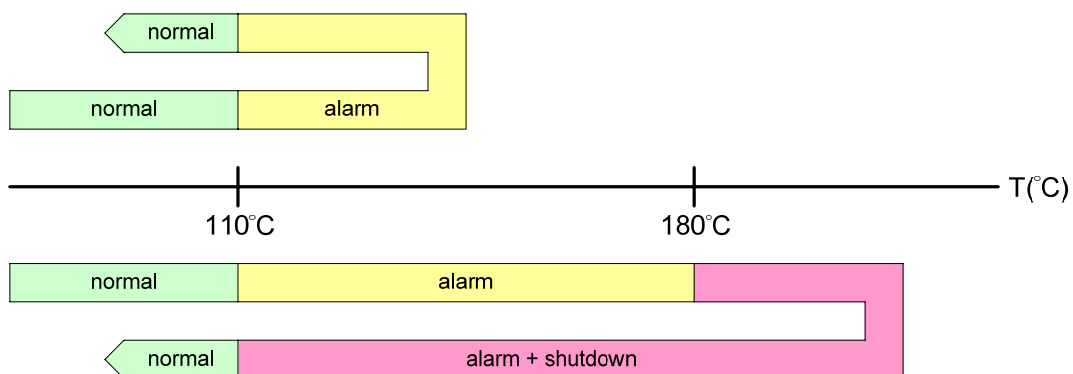 normal
normal alarm
T(°C)
110°C 180°C
normal alarm
normal alarm + shutdown